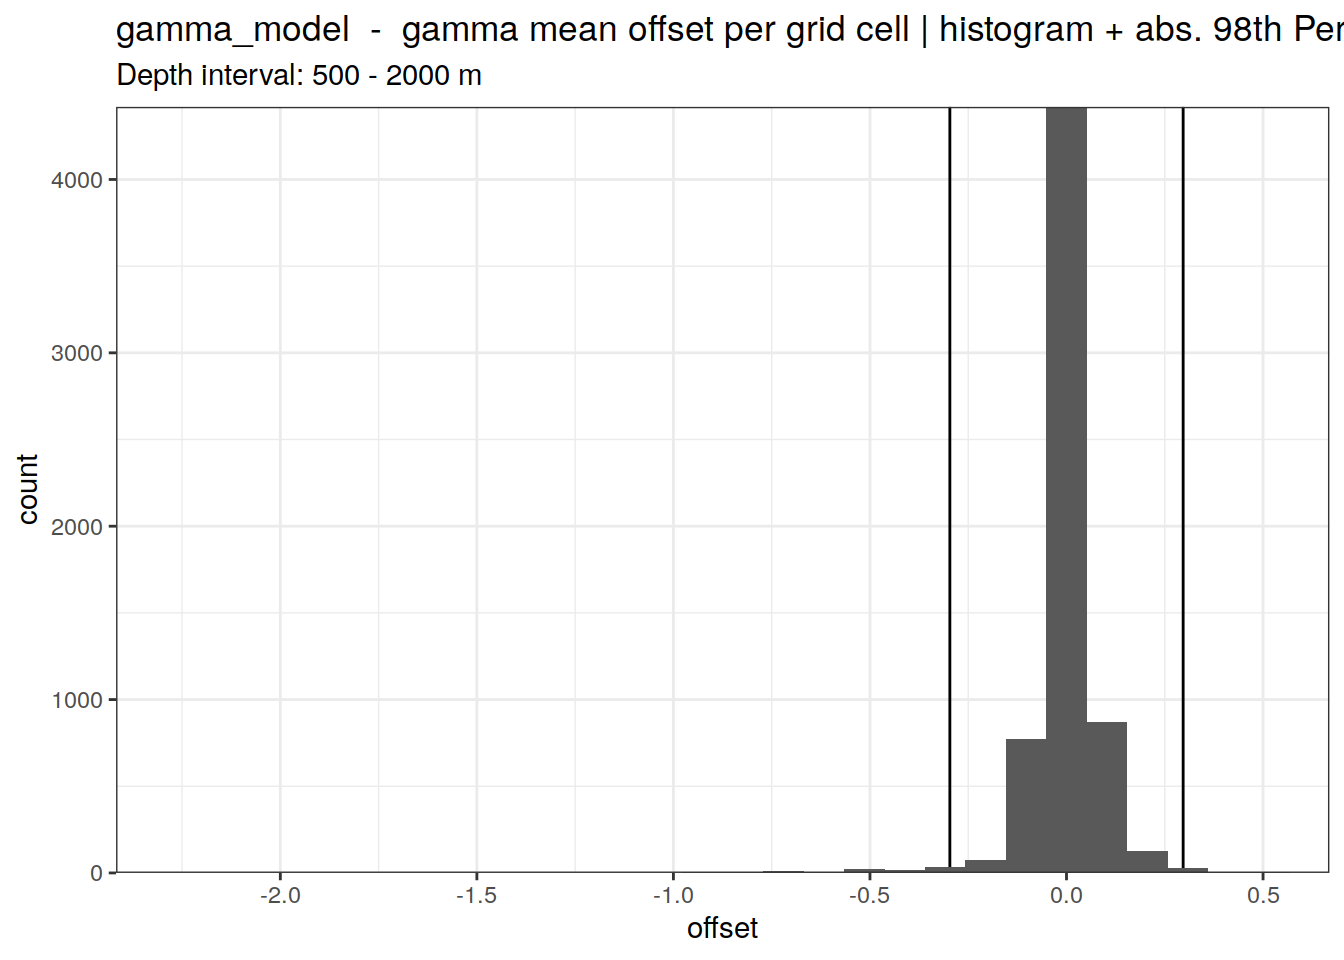 gamma_model  -  gamma mean offset per grid cell | histogram + abs. 98th Per
Depth interval: 500 - 2000 m
4000
3000
2000
1000
0
count
-2.0
-1.5
-1.0
-0.5
0.0
0.5
offset